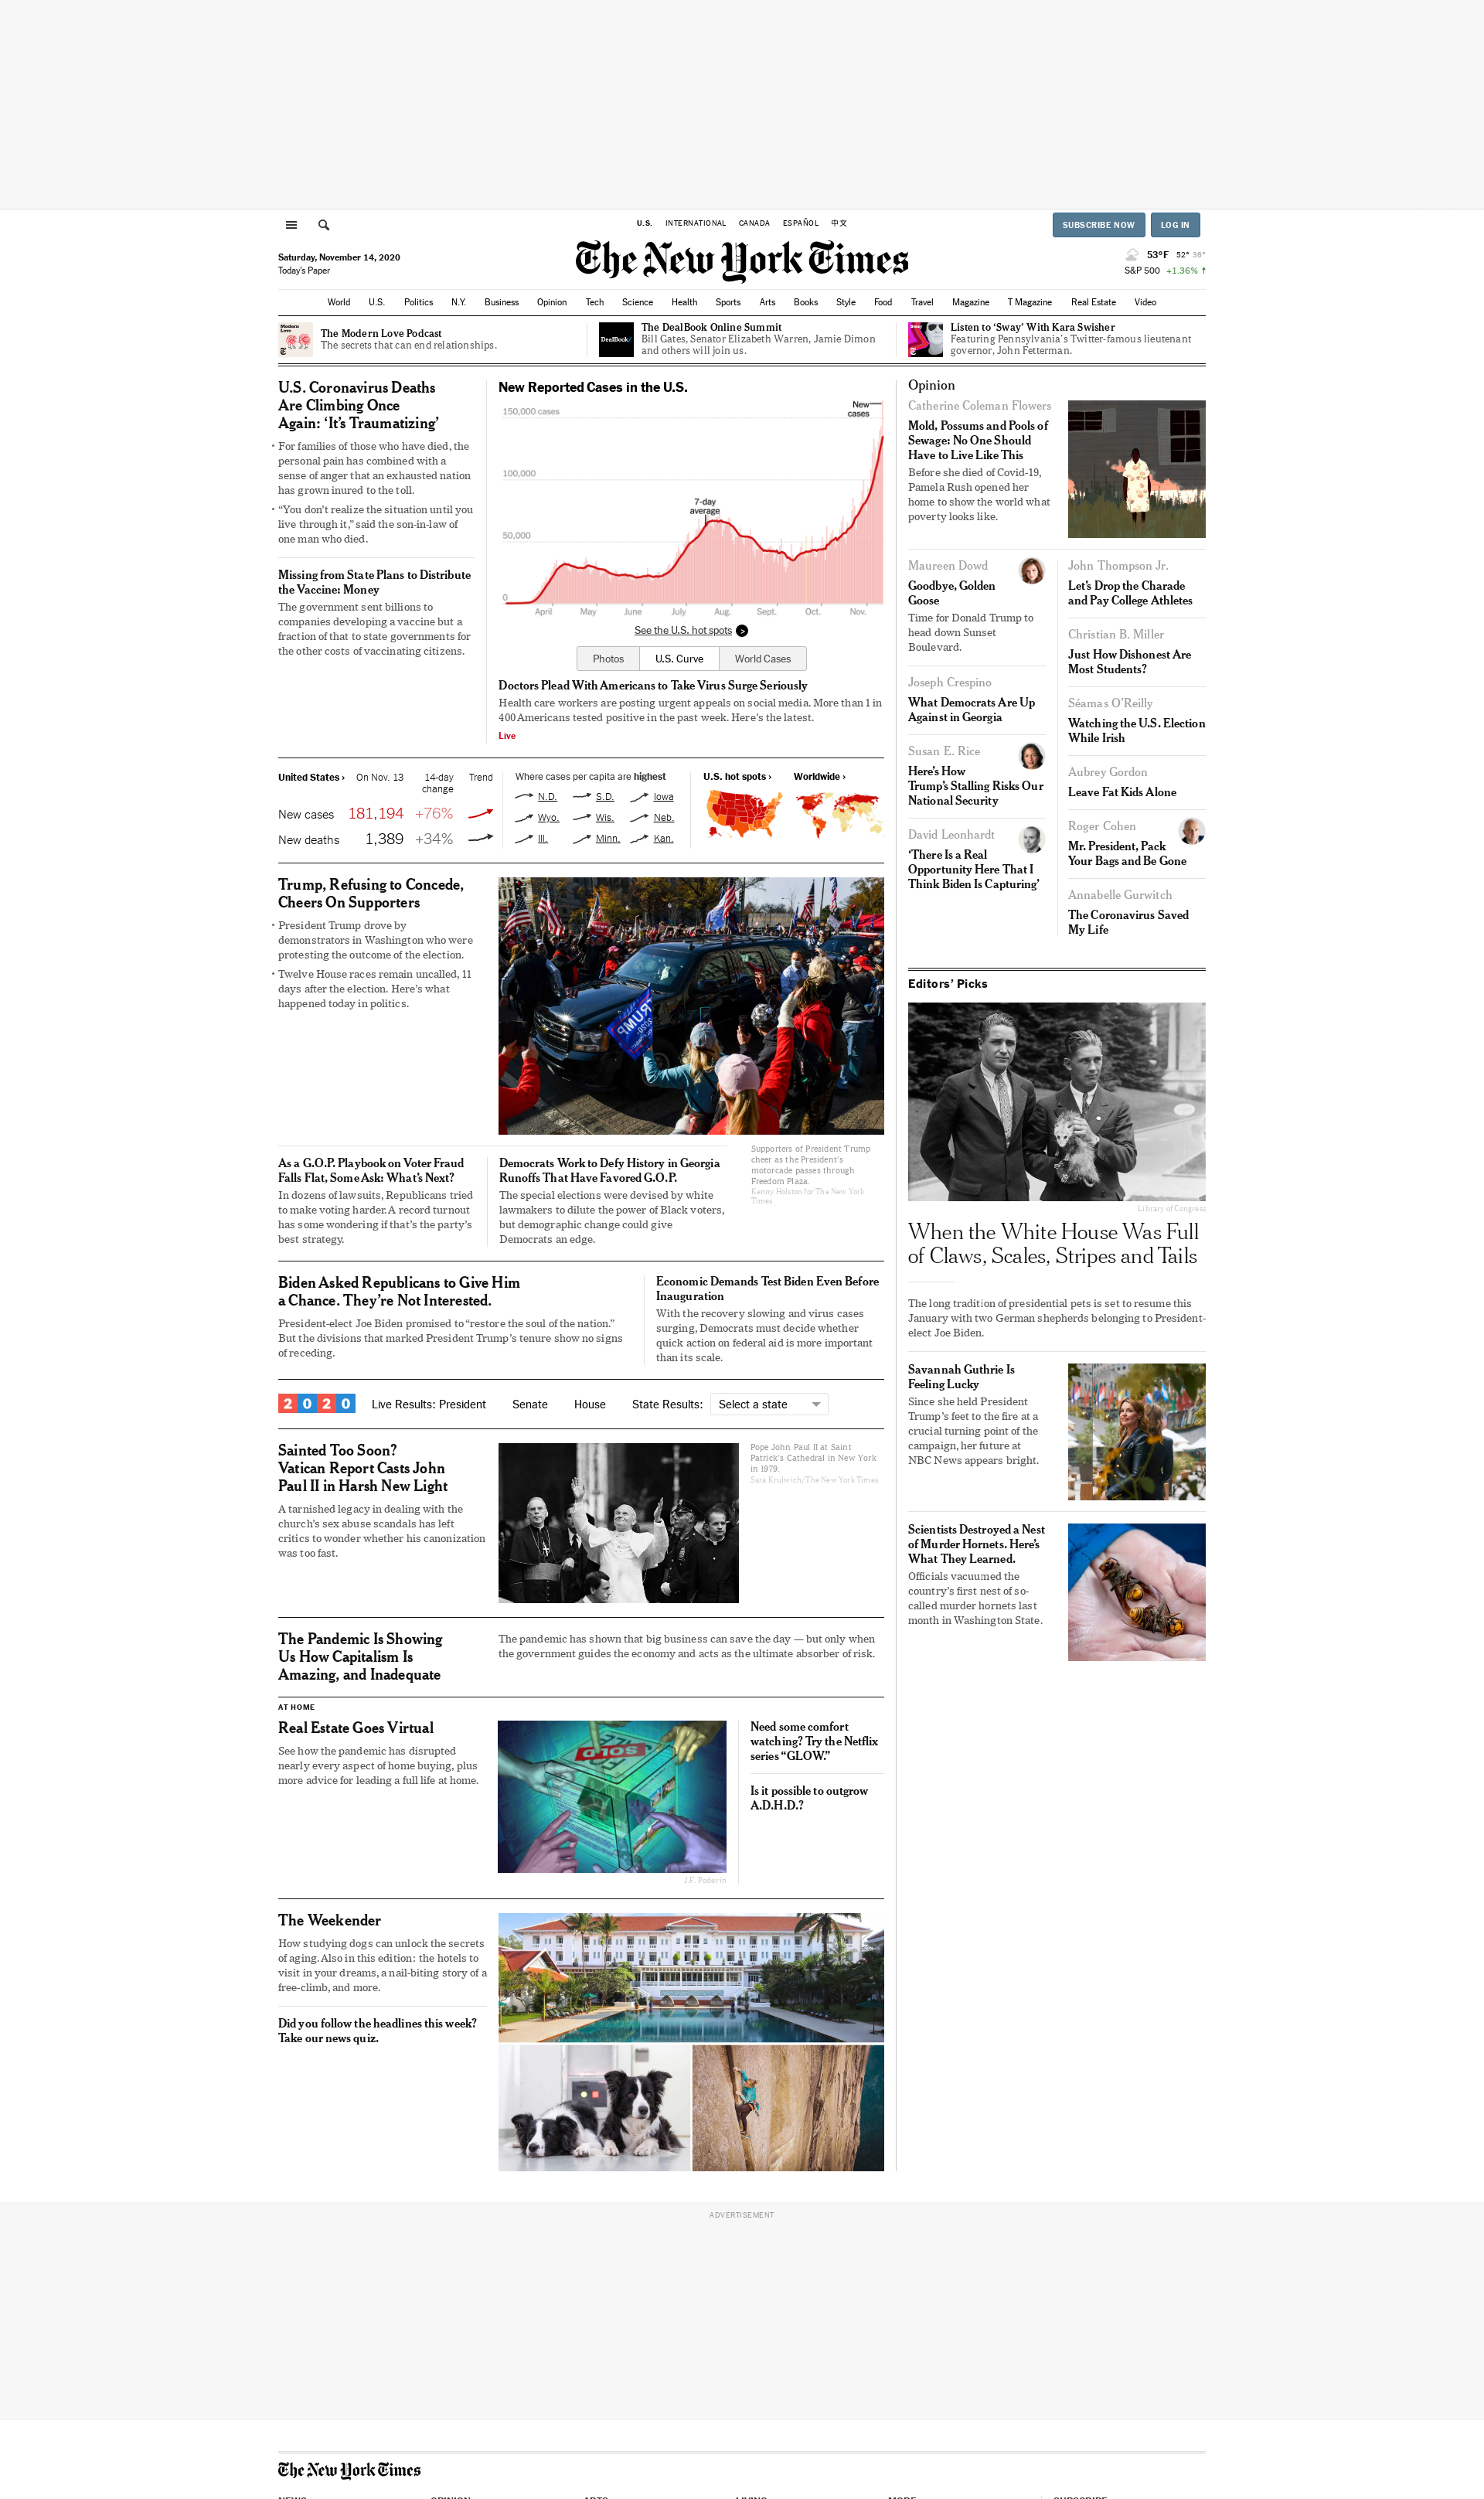 U.S. INTERNATIONAL CANADA ESPAÑOL 中文
SUBSCRIBE NOW LOG IN
Saturday, November 14, 2020
Today's Paper
The New York Times
53°F 52° 36°
S&P 500 +1.36% ↑
World U.S. Politics N.Y. Business Opinion Tech Science Health Sports Arts Books Style Food Travel Magazine T Magazine Real Estate Video
Modern Love
The Modern Love Podcast
The secrets that can end relationships.
DealBook/
The DealBook Online Summit
Bill Gates, Senator Elizabeth Warren, Jamie Dimon
and others will join us.
Sway
Listen to ‘Sway’ With Kara Swisher
Featuring Pennsylvania’s Twitter-famous lieutenant
governor, John Fetterman.
U.S. Coronavirus Deaths
Are Climbing Once
Again: ‘It’s Traumatizing’
• For families of those who have died, the
personal pain has combined with a
sense of anger that an exhausted nation
has grown inured to the toll.
• “You don’t realize the situation until you
live through it,” said the son-in-law of
one man who died.
Missing from State Plans to Distribute
the Vaccine: Money
The government sent billions to
companies developing a vaccine but a
fraction of that to state governments for
the other costs of vaccinating citizens.
New Reported Cases in the U.S.
150,000 cases
New
cases
100,000
7-day
average
50,000
0
April May June July Aug. Sept. Oct. Nov.
See the U.S. hot spots >
Photos U.S. Curve World Cases
Doctors Plead With Americans to Take Virus Surge Seriously
Health care workers are posting urgent appeals on social media. More than 1 in
400 Americans tested positive in the past week. Here’s the latest.
Live
United States › On Nov. 13 14-day
change Trend
New cases 181,194 +76%
New deaths 1,389 +34%
Where cases per capita are highest
N.D. S.D. Iowa
Wyo. Wis. Neb.
Ill. Minn. Kan.
U.S. hot spots › Worldwide ›
Trump, Refusing to Concede,
Cheers On Supporters
• President Trump drove by
demonstrators in Washington who were
protesting the outcome of the election.
• Twelve House races remain uncalled, 11
days after the election. Here’s what
happened today in politics.
TRUMP
Supporters of President Trump
cheer as the President’s
motorcade passes through
Freedom Plaza.
Kenny Holston for The New York
Times
As a G.O.P. Playbook on Voter Fraud
Falls Flat, Some Ask: What’s Next?
In dozens of lawsuits, Republicans tried
to make voting harder. A record turnout
has some wondering if that’s the party’s
best strategy.
Democrats Work to Defy History in Georgia
Runoffs That Have Favored G.O.P.
The special elections were devised by white
lawmakers to dilute the power of Black voters,
but demographic change could give
Democrats an edge.
Biden Asked Republicans to Give Him
a Chance. They’re Not Interested.
President-elect Joe Biden promised to “restore the soul of the nation.”
But the divisions that marked President Trump’s tenure show no signs
of receding.
Economic Demands Test Biden Even Before
Inauguration
With the recovery slowing and virus cases
surging, Democrats must decide whether
quick action on federal aid is more important
than its scale.
2020 Live Results: President Senate House State Results: Select a state
Sainted Too Soon?
Vatican Report Casts John
Paul II in Harsh New Light
A tarnished legacy in dealing with the
church’s sex abuse scandals has left
critics to wonder whether his canonization
was too fast.
Pope John Paul II at Saint
Patrick’s Cathedral in New York
in 1979.
Sara Krulwich/The New York Times
The Pandemic Is Showing
Us How Capitalism Is
Amazing, and Inadequate
The pandemic has shown that big business can save the day — but only when
the government guides the economy and acts as the ultimate absorber of risk.
AT HOME
Real Estate Goes Virtual
See how the pandemic has disrupted
nearly every aspect of home buying, plus
more advice for leading a full life at home.
SOLD
J.F. Podevin
Need some comfort
watching? Try the Netflix
series “GLOW.”
Is it possible to outgrow
A.D.H.D.?
The Weekender
How studying dogs can unlock the secrets
of aging. Also in this edition: the hotels to
visit in your dreams, a nail-biting story of a
free-climb, and more.
Did you follow the headlines this week?
Take our news quiz.
Opinion
Catherine Coleman Flowers
Mold, Possums and Pools of
Sewage: No One Should
Have to Live Like This
Before she died of Covid-19,
Pamela Rush opened her
home to show the world what
poverty looks like.
Maureen Dowd
Goodbye, Golden
Goose
Time for Donald Trump to
head down Sunset
Boulevard.
Joseph Crespino
What Democrats Are Up
Against in Georgia
Susan E. Rice
Here’s How
Trump’s Stalling Risks Our
National Security
David Leonhardt
‘There Is a Real
Opportunity Here That I
Think Biden Is Capturing’
John Thompson Jr.
Let’s Drop the Charade
and Pay College Athletes
Christian B. Miller
Just How Dishonest Are
Most Students?
Séamas O’Reilly
Watching the U.S. Election
While Irish
Aubrey Gordon
Leave Fat Kids Alone
Roger Cohen
Mr. President, Pack
Your Bags and Be Gone
Annabelle Gurwitch
The Coronavirus Saved
My Life
Editors’ Picks
Library of Congress
When the White House Was Full
of Claws, Scales, Stripes and Tails
The long tradition of presidential pets is set to resume this
January with two German shepherds belonging to President-
elect Joe Biden.
Savannah Guthrie Is
Feeling Lucky
Since she held President
Trump’s feet to the fire at a
crucial turning point of the
campaign, her future at
NBC News appears bright.
Scientists Destroyed a Nest
of Murder Hornets. Here’s
What They Learned.
Officials vacuumed the
country’s first nest of so-
called murder hornets last
month in Washington State.
ADVERTISEMENT
The New York Times